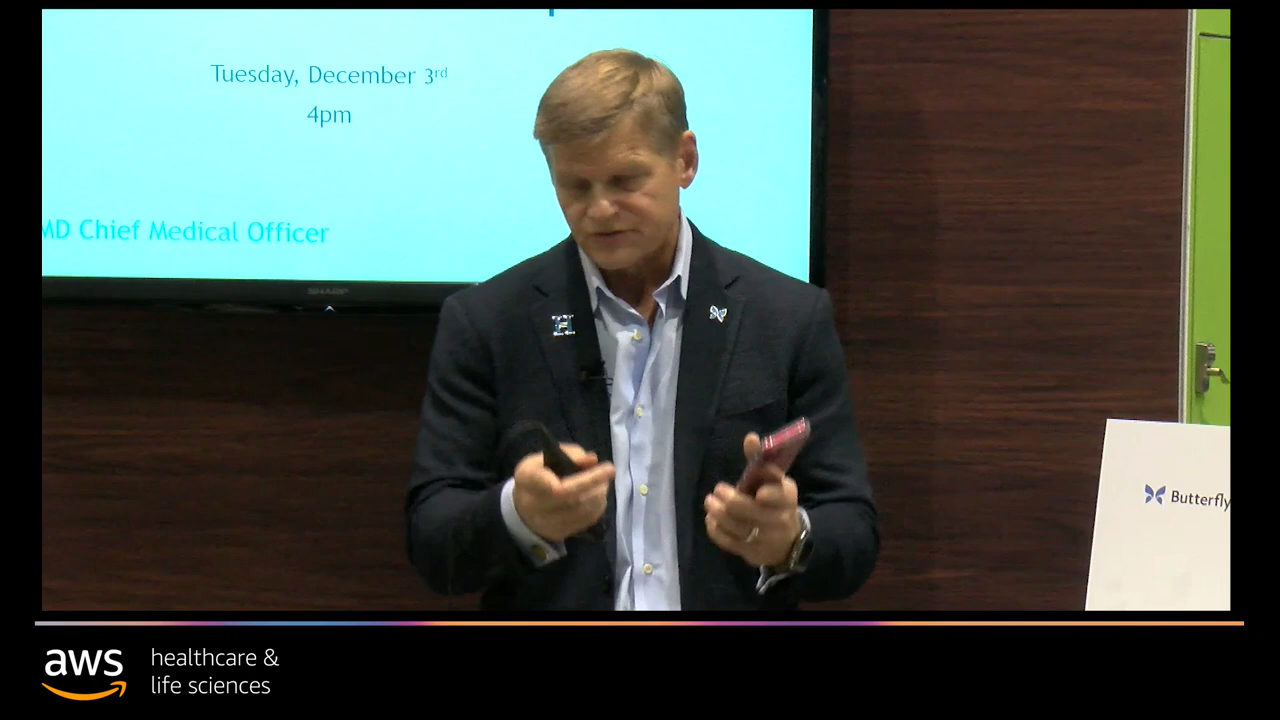 Tuesday, December 3rd
4pm
MD Chief Medical Officer
SHARP
Butterfly
aws
healthcare &
life sciences